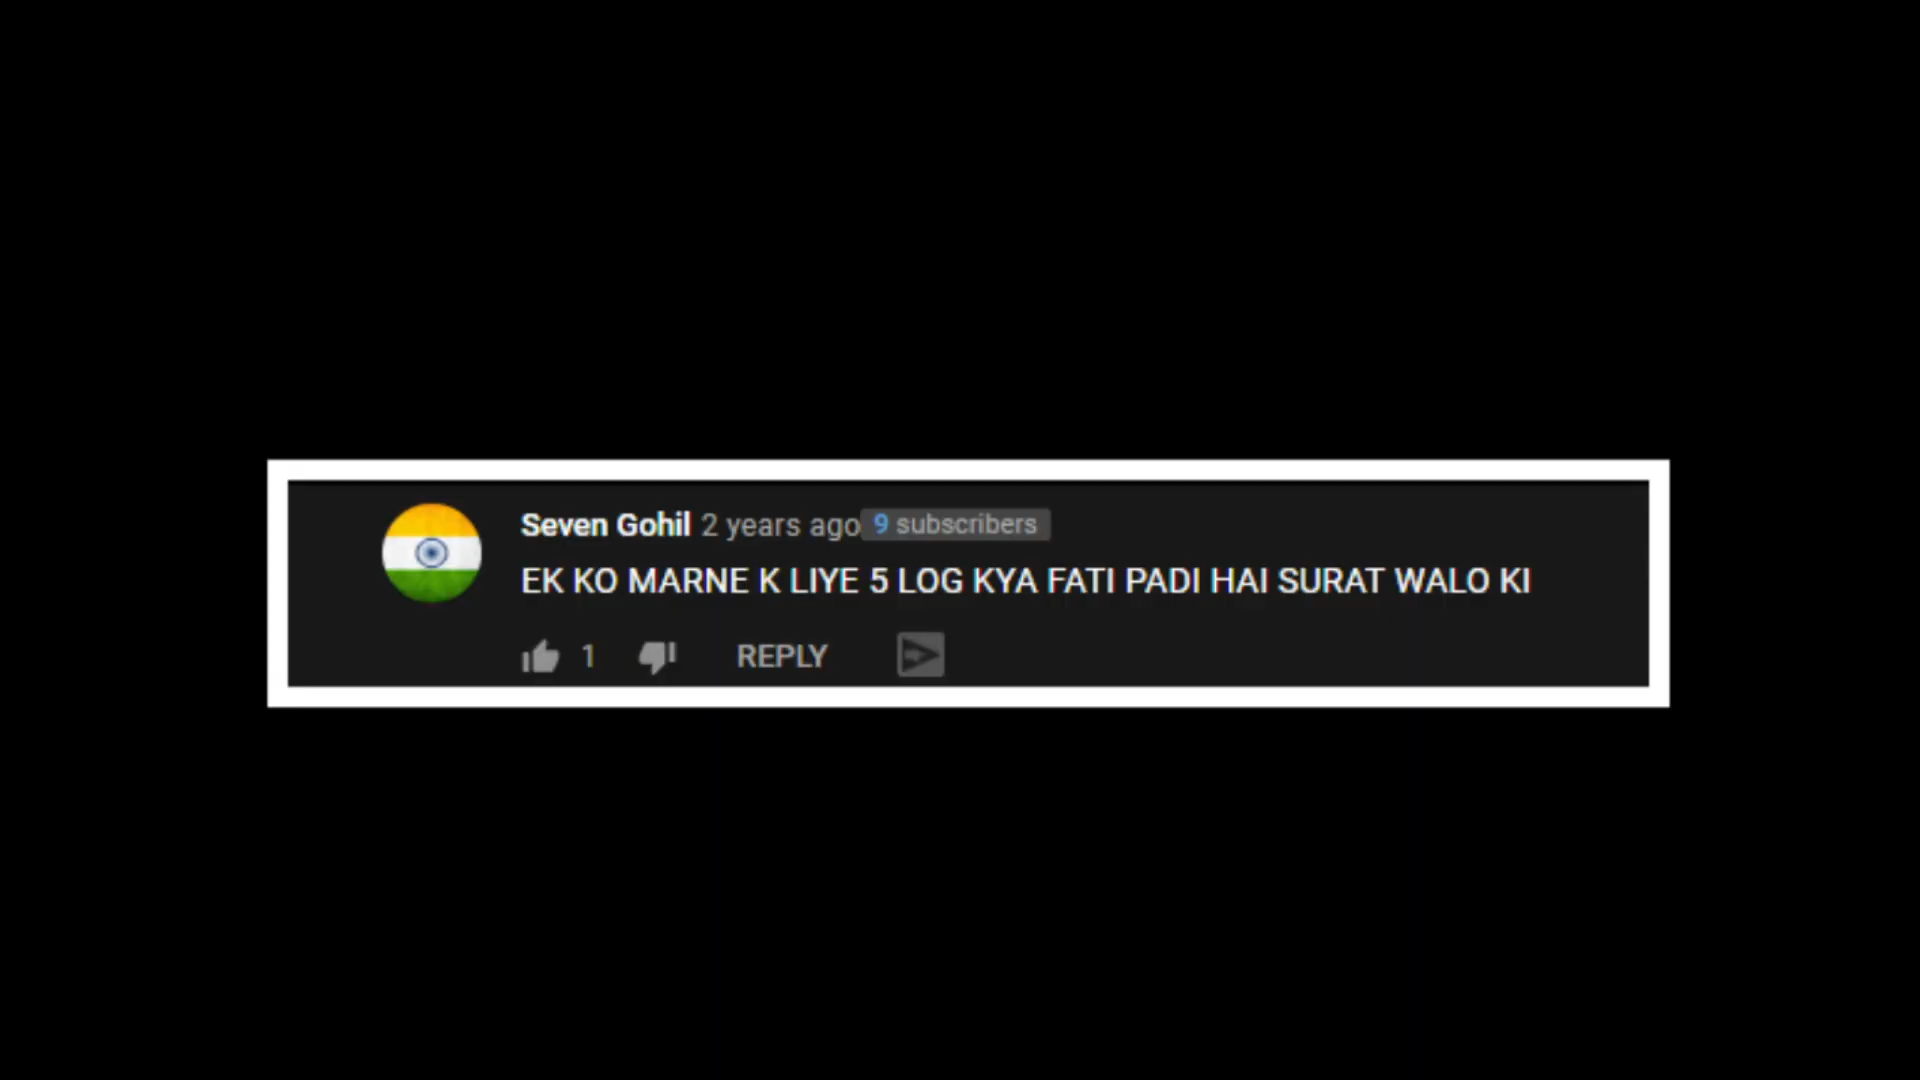 Seven Gohil 2 years ago 9 subscribers
EK KO MARNE K LIYE 5 LOG KYA FATI PADI HAI SURAT WALO KI
1 REPLY